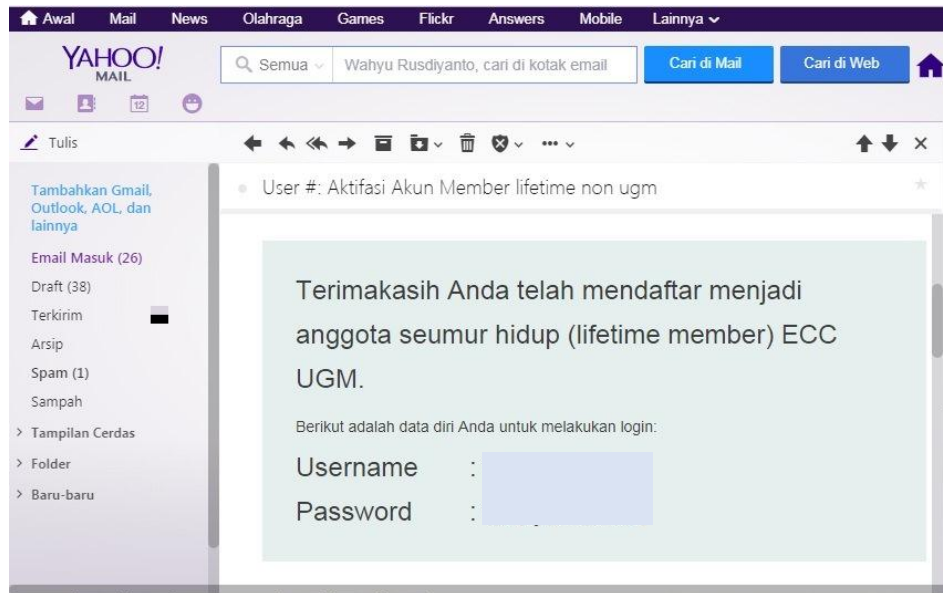 Awal Mail News Olahraga Games Flickr Answers Mobile Lainnya
YAHOO!
MAIL
Semua Wahyu Rusdiyanto, cari di kotak email Cari di Mail Cari di Web
12
Tulis
Tambahkan Gmail,
Outlook, AOL, dan
lainnya
Email Masuk (26)
Draft (38)
Terkirim
Arsip
Spam (1)
Sampah
Tampilan Cerdas
Folder
Baru-baru
User #: Aktifasi Akun Member lifetime non ugm
Terimakasih Anda telah mendaftar menjadi
anggota seumur hidup (lifetime member) ECC
UGM.
Berikut adalah data diri Anda untuk melakukan login:
Username :
Password :